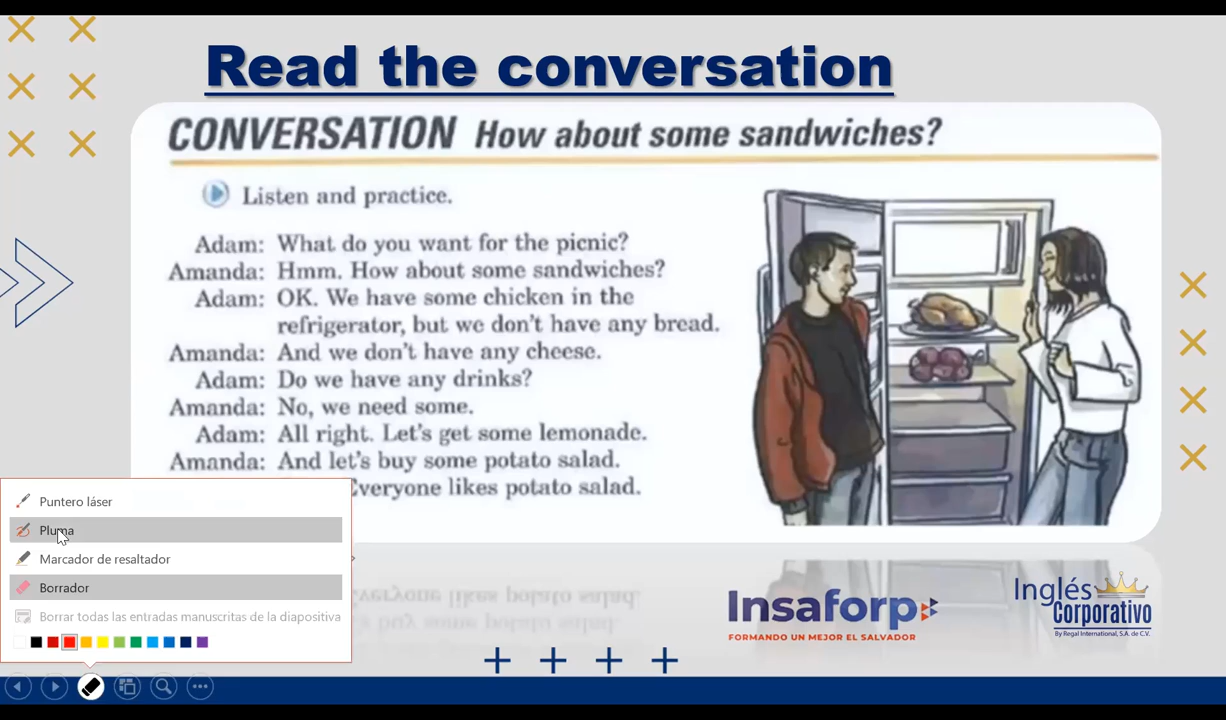 Read the conversation
CONVERSATION How about some sandwiches?
Listen and practice.
Adam: What do you want for the picnic?
Amanda: Hmm. How about some sandwiches?
Adam: OK. We have some chicken in the
refrigerator, but we don't have any bread.
Amanda: And we don't have any cheese.
Adam: Do we have any drinks?
Amanda: No, we need some.
Adam: All right. Let's get some lemonade.
Amanda: And let's buy some potato salad.
Everyone likes potato salad.
Puntero láser
Pluma
Marcador de resaltador
Borrador
Borrar todas las entradas manuscritas de la diapositiva
Insaforp
FORMANDO UN MEJOR EL SALVADOR
Inglés
Corporativo
By Regal International, S.A. de C.V.